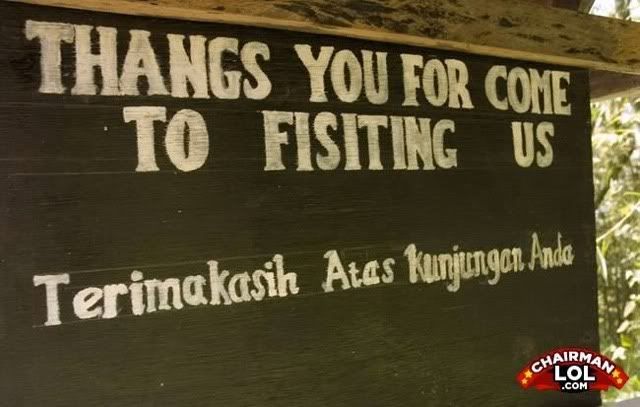 THANGS YOU FOR COME
TO FISITING US
Terimakasih Atas Kunjungan Anda
CHAIRMAN
LOL
.COM